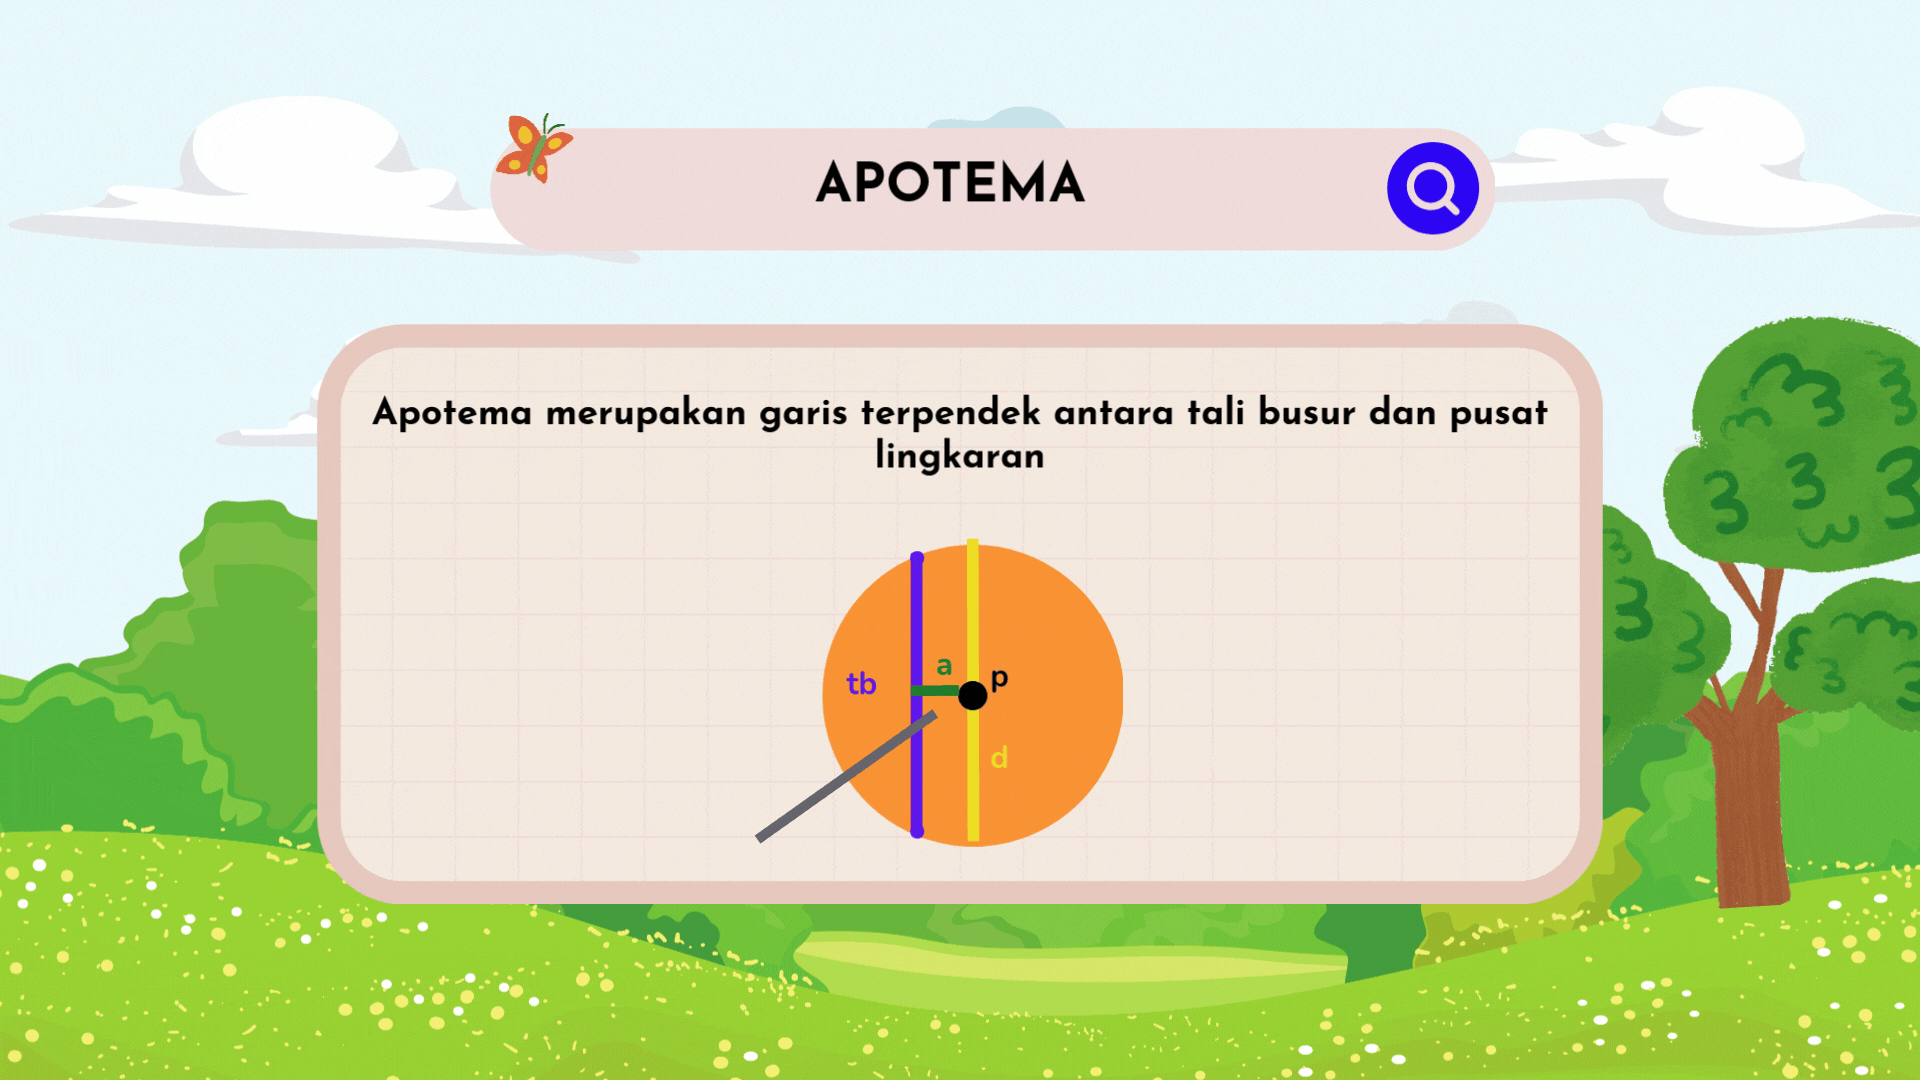 APOTEMA
Apotema merupakan garis terpendek antara tali busur dan pusat
lingkaran
a
p
tb
d